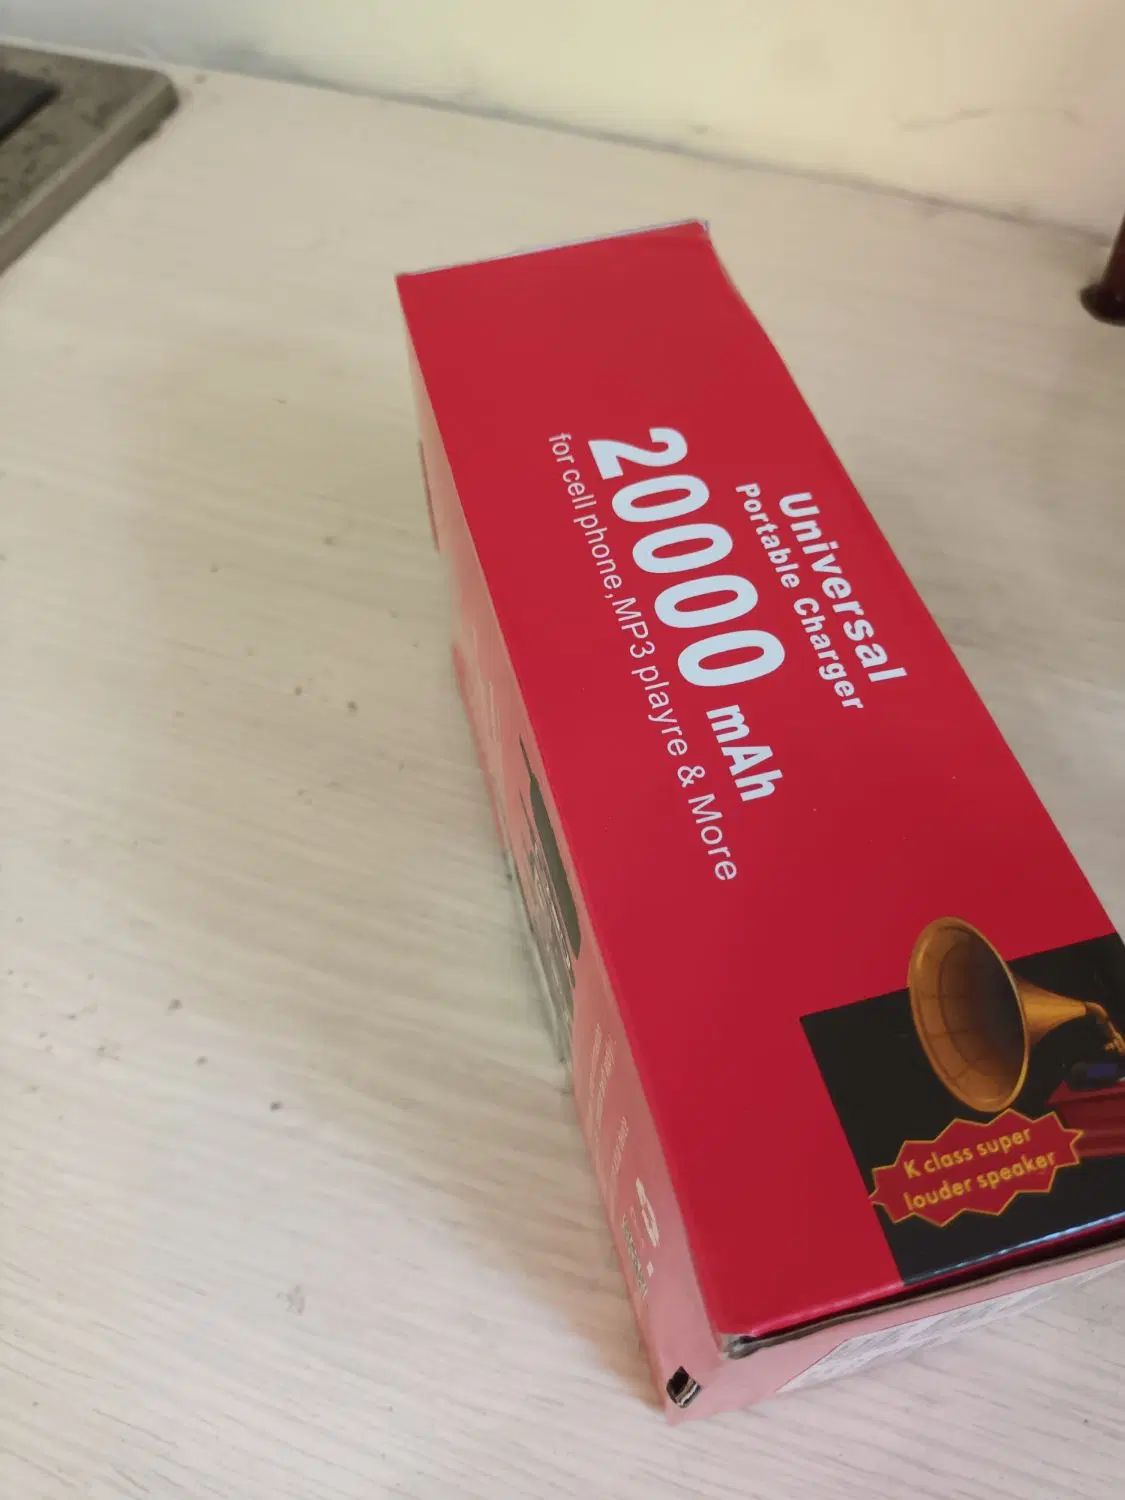 Universal
Portable Charger
20000 mAh
for cell phone,MP3 playre & More
K class super
louder speaker